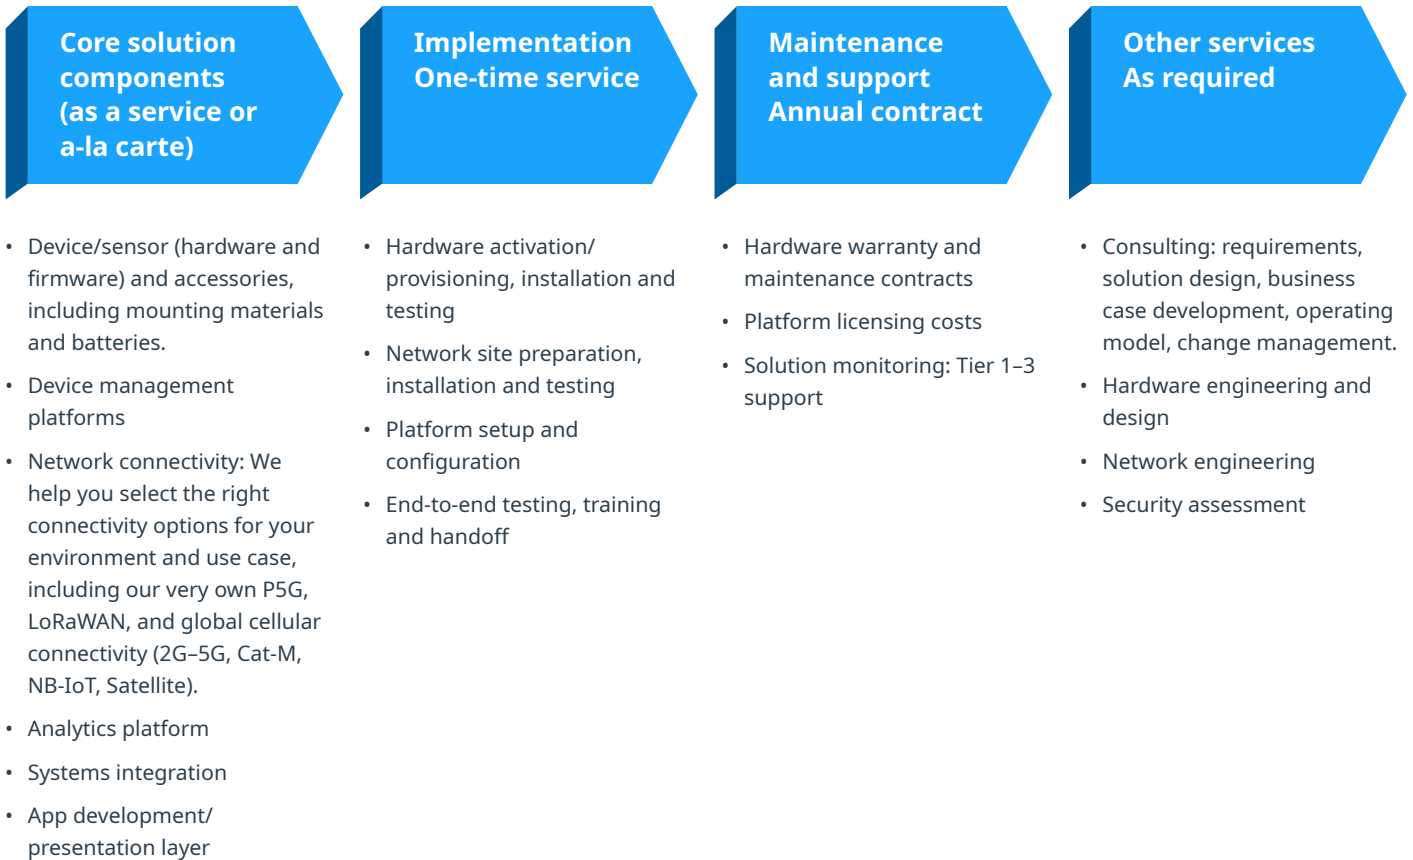 Core solution
components
(as a service or
a-la carte)
• Device/sensor (hardware and
firmware) and accessories,
including mounting materials
and batteries.
• Device management
platforms
• Network connectivity: We
help you select the right
connectivity options for your
environment and use case,
including our very own P5G,
LoRaWAN, and global cellular
connectivity (2G–5G, Cat-M,
NB-IoT, Satellite).
• Analytics platform
• Systems integration
• App development/
presentation layer
Implementation
One-time service
• Hardware activation/
provisioning, installation and
testing
• Network site preparation,
installation and testing
• Platform setup and
configuration
• End-to-end testing, training
and handoff
Maintenance
and support
Annual contract
• Hardware warranty and
maintenance contracts
• Platform licensing costs
• Solution monitoring: Tier 1–3
support
Other services
As required
• Consulting: requirements,
solution design, business
case development, operating
model, change management.
• Hardware engineering and
design
• Network engineering
• Security assessment